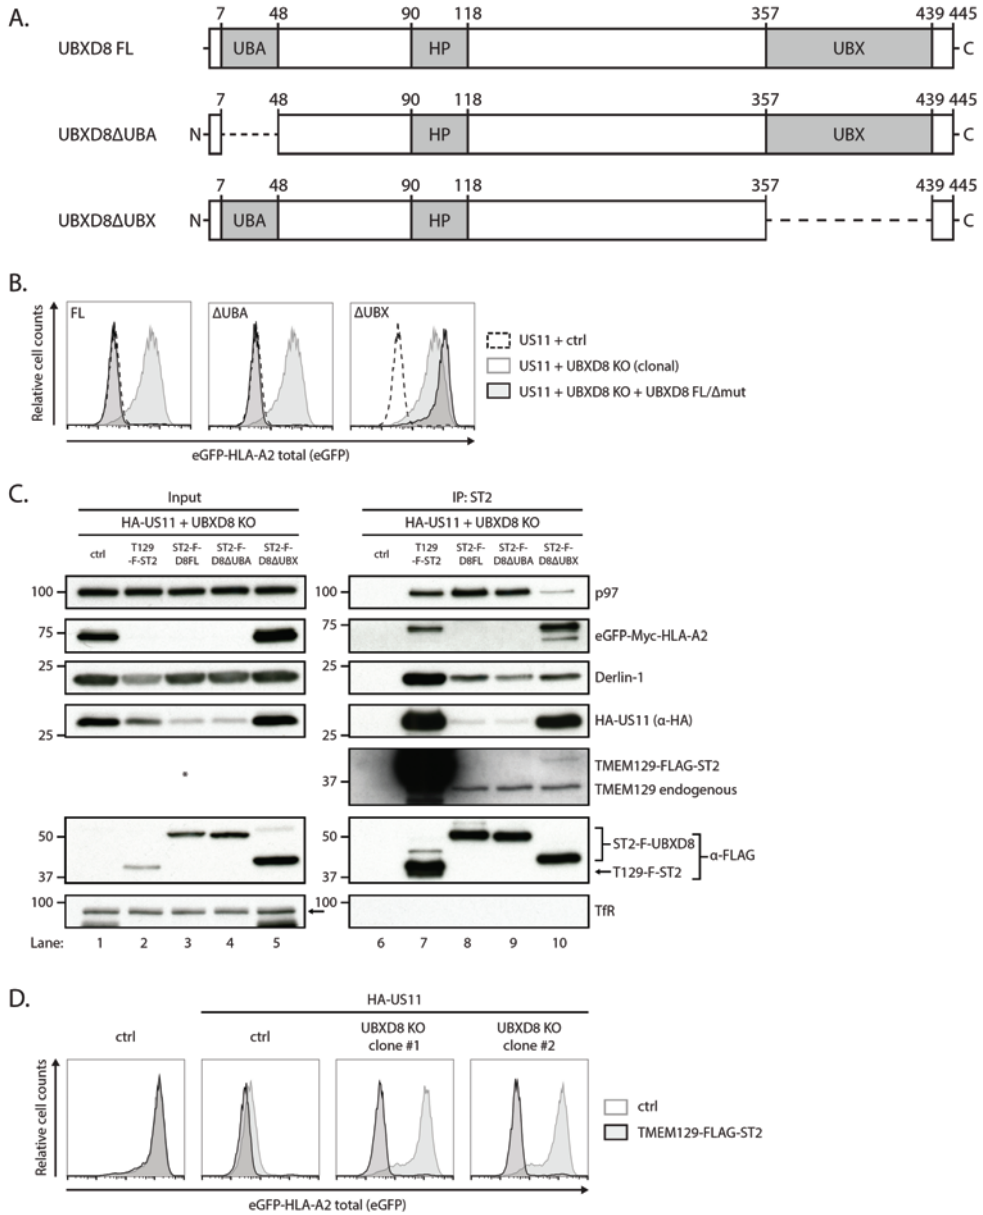 A.
7 48 90 118 357 439 445
UBXD8 FL UBA HP UBX C
7 48 90 118 357 439 445
UBXD8ΔUBA N HP UBX C
7 48 90 118 357 439 445
UBXD8ΔUBX N UBA HP C
B.
Relative cell counts
FL ΔUBA ΔUBX
US11 + ctrl
US11 + UBXD8 KO (clonal)
US11 + UBXD8 KO + UBXD8 FL/Δmut
eGFP-HLA-A2 total (eGFP)
C.
Input IP: ST2
HA-US11 + UBXD8 KO HA-US11 + UBXD8 KO
ctrl T129 -F-ST2 ST2-F- D8FL ST2-F- D8ΔUBA ST2-F- D8ΔUBX ctrl T129 -F-ST2 ST2-F- D8FL ST2-F- D8ΔUBA ST2-F- D8ΔUBX
100 100 p97
75 75 eGFP-Myc-HLA-A2
25 25 Derlin-1
25 25 HA-US11 (α-HA)
TMEM129-FLAG-ST2
37 TMEM129 endogenous
*
50 50 ST2-F-UBXD8
α-FLAG
37 37 T129-F-ST2
100 100 TfR
Lane: 1 2 3 4 5 6 7 8 9 10
D.
HA-US11
ctrl ctrl UBXD8 KO clone #1 UBXD8 KO clone #2
Relative cell counts
ctrl
TMEM129-FLAG-ST2
eGFP-HLA-A2 total (eGFP)